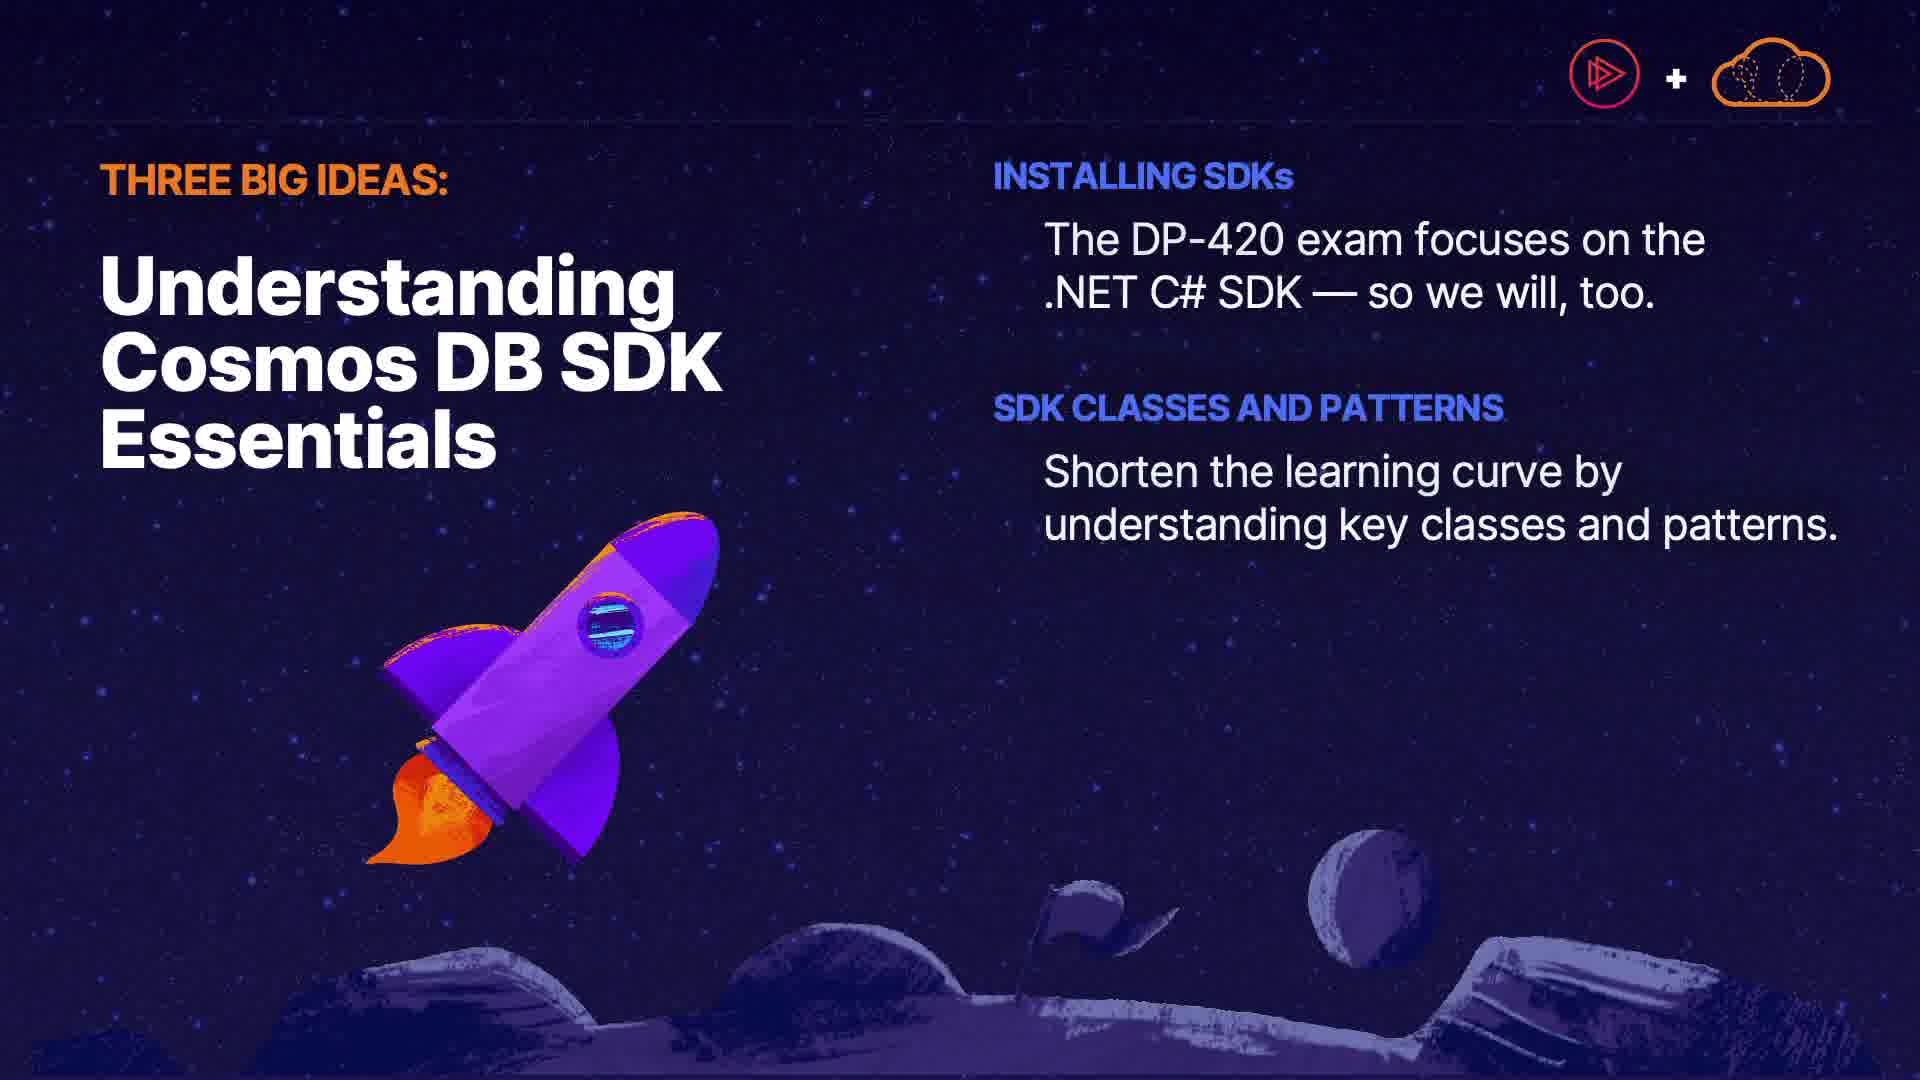 THREE BIG IDEAS:
Understanding
Cosmos DB SDK
Essentials
INSTALLING SDKs
The DP-420 exam focuses on the
.NET C# SDK — so we will, too.
SDK CLASSES AND PATTERNS
Shorten the learning curve by
understanding key classes and patterns.
+